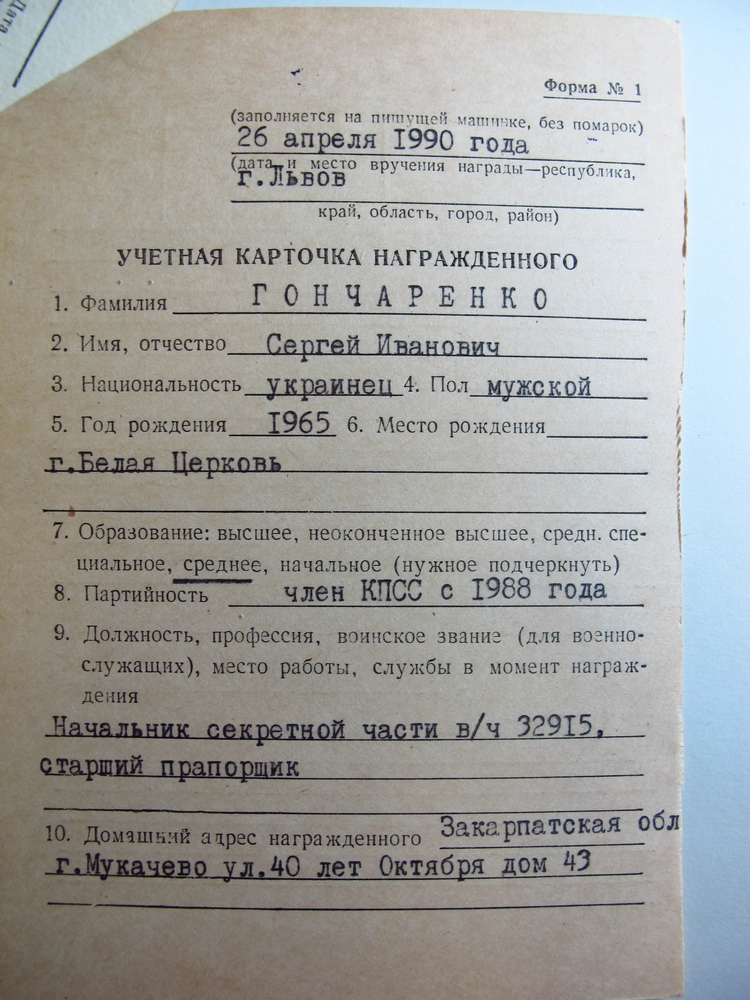 Дата
Форма № 1
(заполняется на пишущей машинке, без помарок)
26 апреля 1990 года
(дата и место вручения награды—республика,
г.Львов
край, область, город, район)
УЧЕТНАЯ КАРТОЧКА НАГРАЖДЕННОГО
1. Фамилия ГОНЧАРЕНКО
2. Имя, отчество Сергей Иванович
3. Национальность украинец 4. Пол мужской
5. Год рождения 1965 6. Место рождения
г.Белая Церковь
7. Образование: высшее, неоконченное высшее, средн. спе-
циальное, среднее, начальное (нужное подчеркнуть)
8. Партийность член КПСС с 1988 года
9. Должность, профессия, воинское звание (для военно-
служащих), место работы, службы в момент награж-
дения
Начальник секретной части в/ч 32915,
старший прапорщик
10. Домашний адрес награжденного Закарпатская обл
г.Мукачево ул.40 лет Октября дом 43